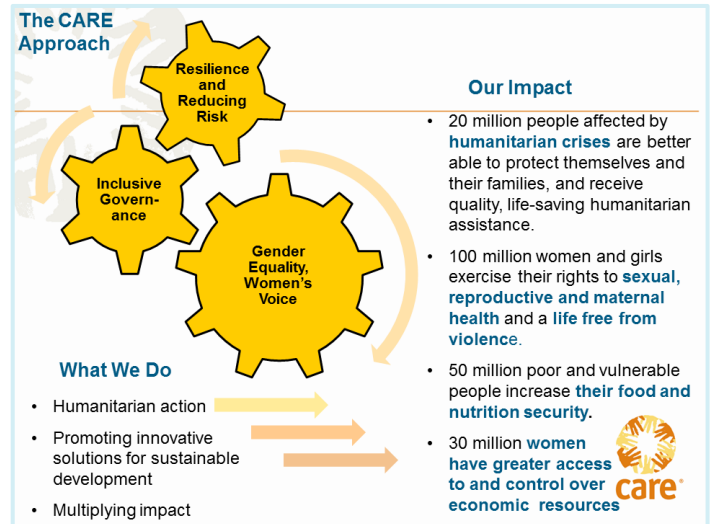 The CARE
Approach
Resilience
and
Reducing
Risk
Inclusive
Govern-
ance
Gender
Equality,
Women's
Voice
What We Do
• Humanitarian action
• Promoting innovative
solutions for sustainable
development
• Multiplying impact
Our Impact
• 20 million people affected by
humanitarian crises are better
able to protect themselves and
their families, and receive
quality, life-saving humanitarian
assistance.
• 100 million women and girls
exercise their rights to sexual,
reproductive and maternal
health and a life free from
violence.
• 50 million poor and vulnerable
people increase their food and
nutrition security.
• 30 million women
have greater access
to and control over
economic resources
care®